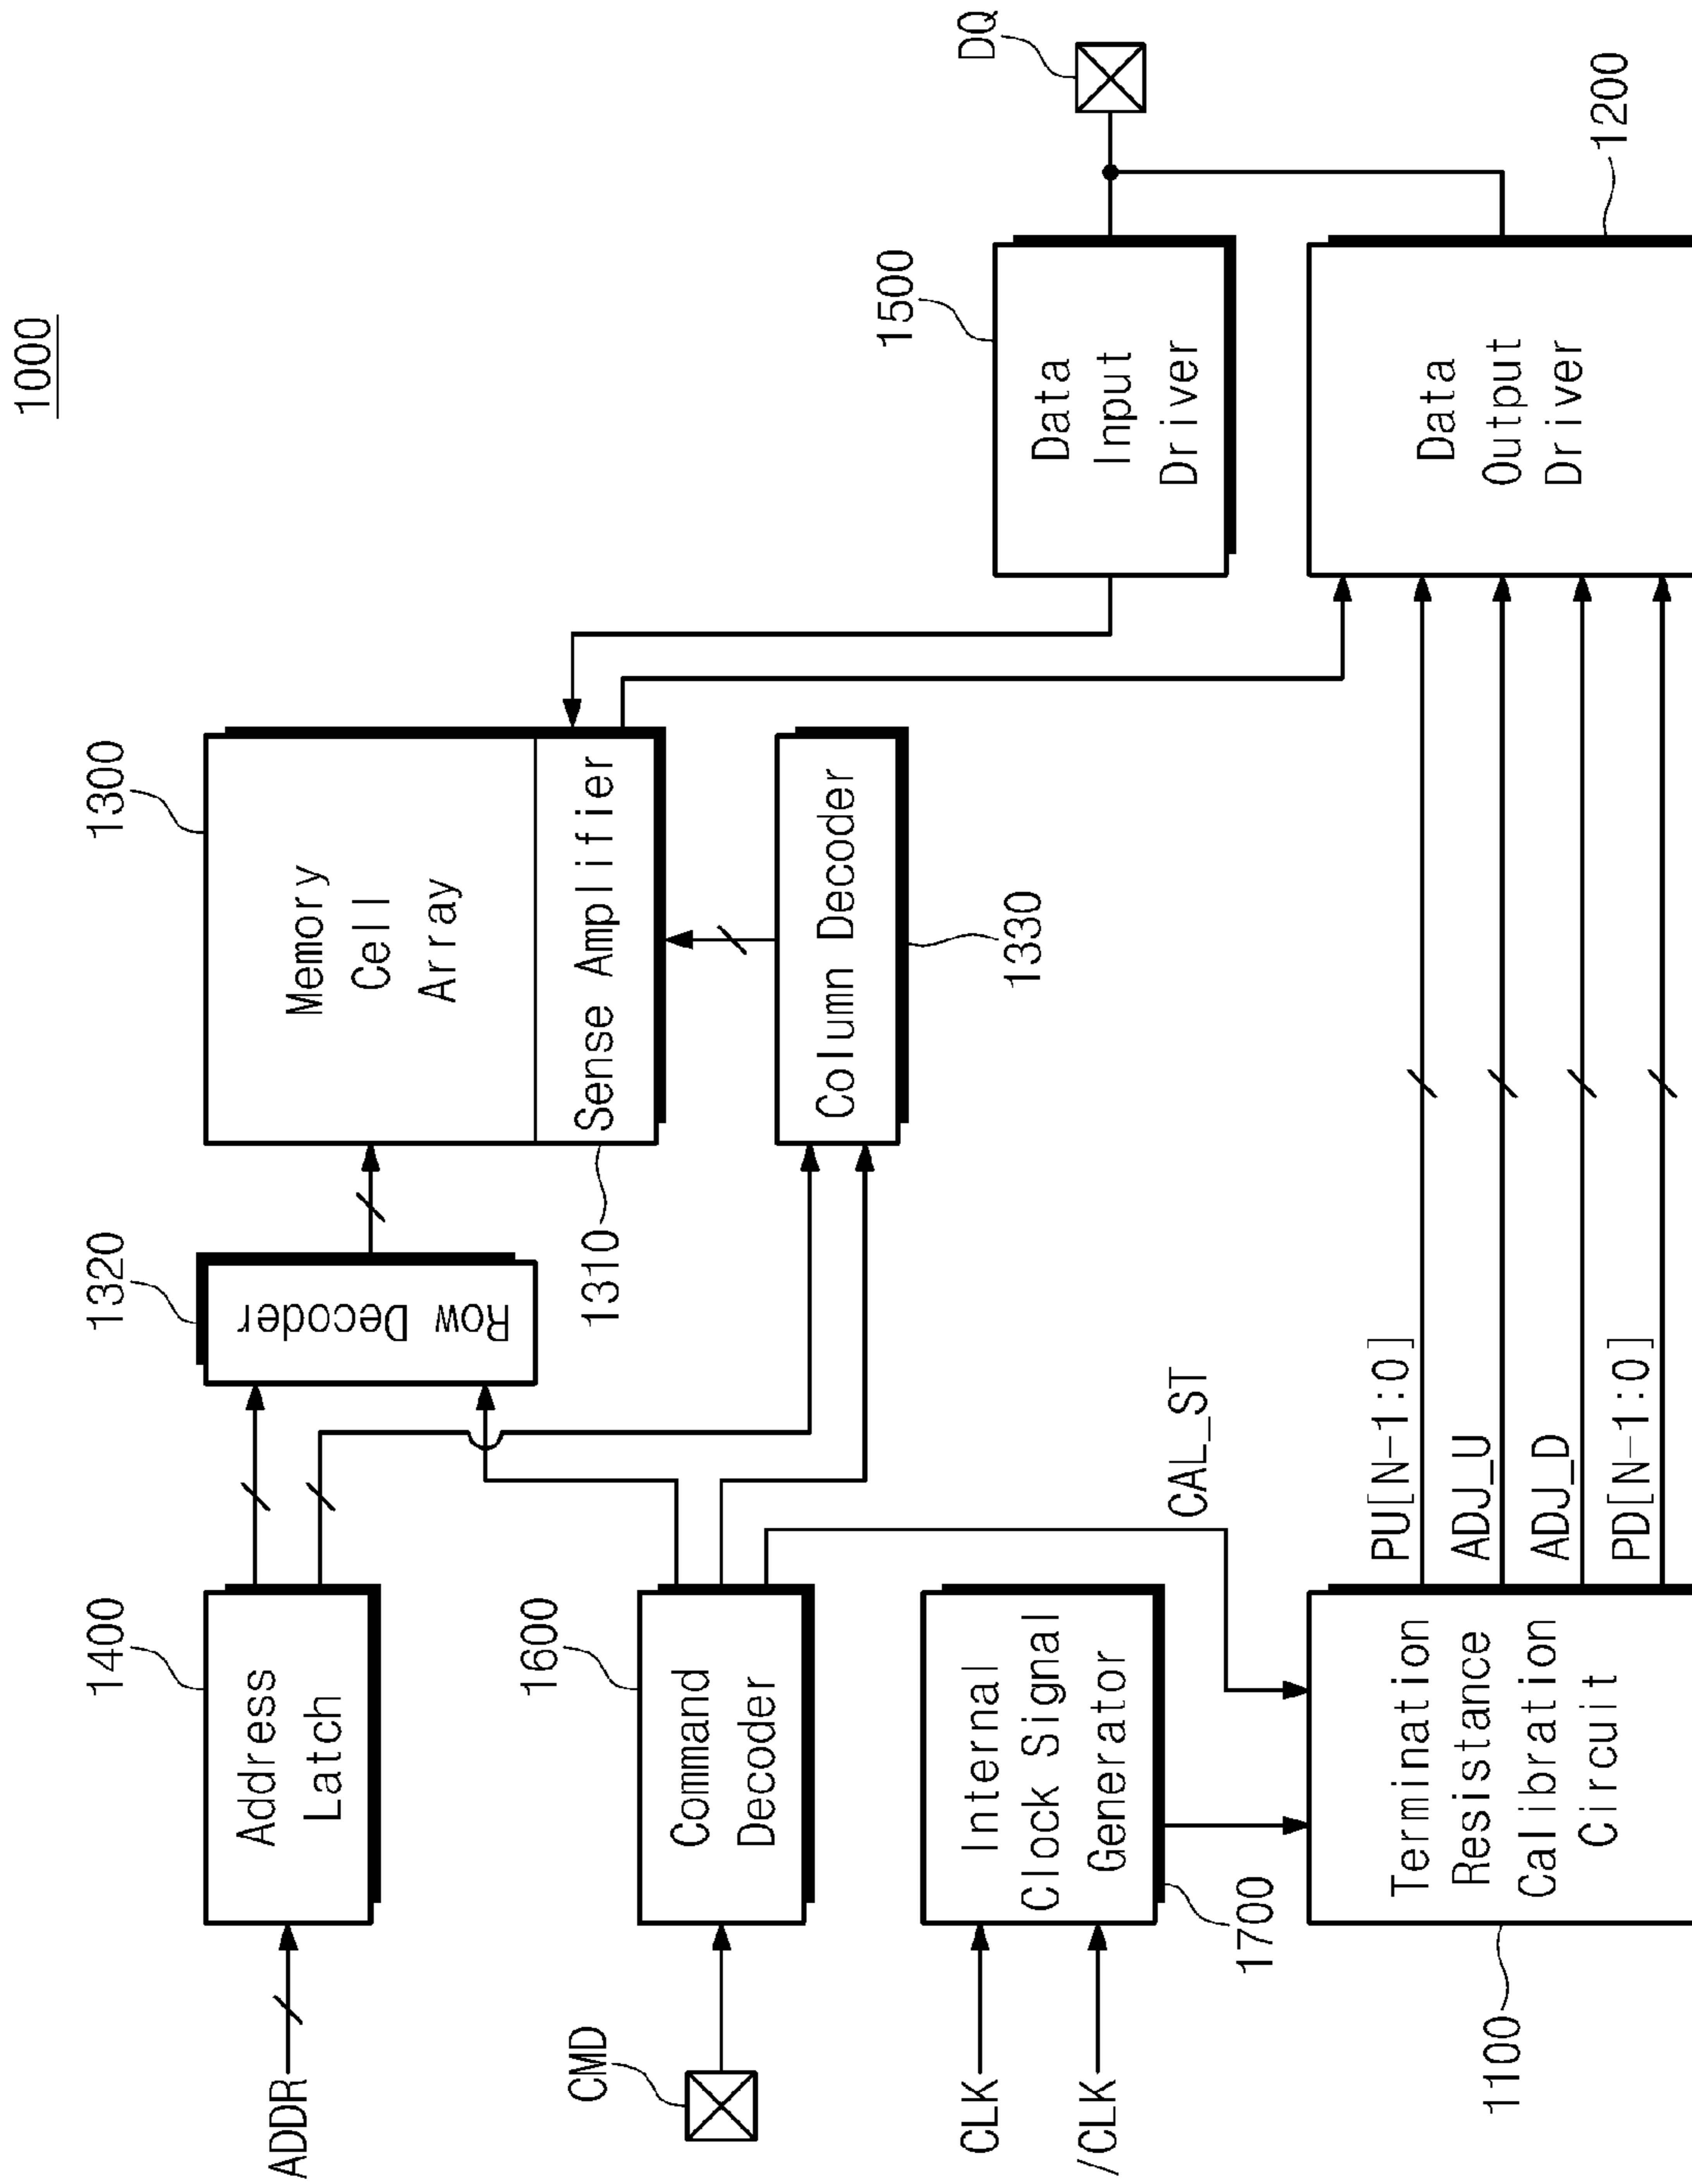 1000
1400
1320
1300
ADDR
Address
Latch
Row Decoder
Memory
Cell
Array
Sense Amplifier
1310
CMD
1600
Command
Decoder
Column Decoder
1330
1500
DQ
Data
Input
Driver
CLK
/CLK
Internal
Clock Signal
Generator
1700
CAL_ST
1100
Termination
Resistance
Calibration
Circuit
PU[N-1:0]
ADJ_U
ADJ_D
PD[N-1:0]
Data
Output
Driver
1200